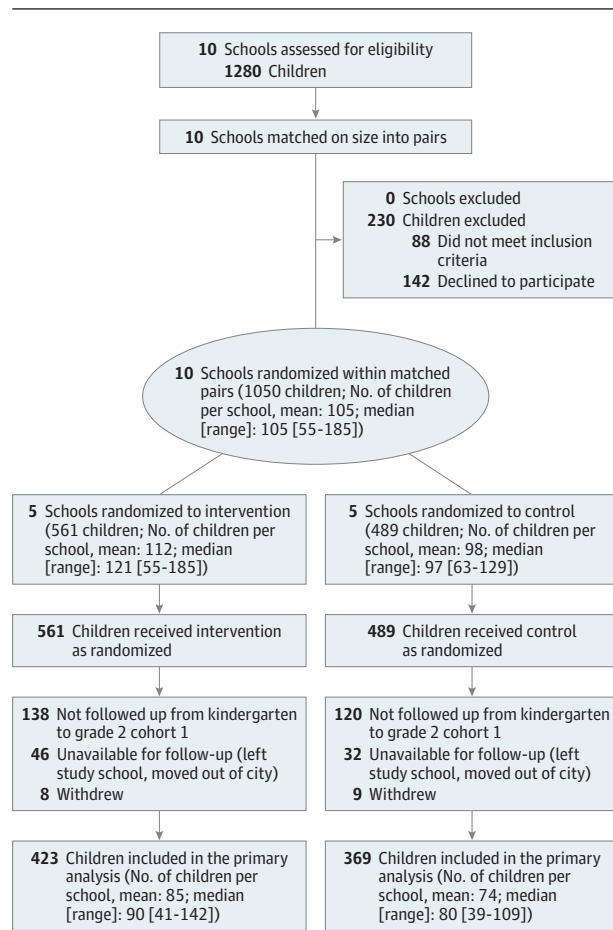 10 Schools assessed for eligibility
1280 Children
10 Schools matched on size into pairs
0 Schools excluded
230 Children excluded
88 Did not meet inclusion
criteria
142 Declined to participate
10 Schools randomized within matched
pairs (1050 children; No. of children
per school, mean: 105; median
[range]: 105 [55-185])
5 Schools randomized to intervention
(561 children; No. of children per
school, mean: 112; median
[range]: 121 [55-185])
5 Schools randomized to control
(489 children; No. of children per
school, mean: 98; median
[range]: 97 [63-129])
561 Children received intervention
as randomized
489 Children received control
as randomized
138 Not followed up from kindergarten
to grade 2 cohort 1
46 Unavailable for follow-up (left
study school, moved out of city)
8 Withdrew
120 Not followed up from kindergarten
to grade 2 cohort 1
32 Unavailable for follow-up (left
study school, moved out of city)
9 Withdrew
423 Children included in the primary
analysis (No. of children per
school, mean: 85; median
[range]: 90 [41-142])
369 Children included in the primary
analysis (No. of children per
school, mean: 74; median
[range]: 80 [39-109])